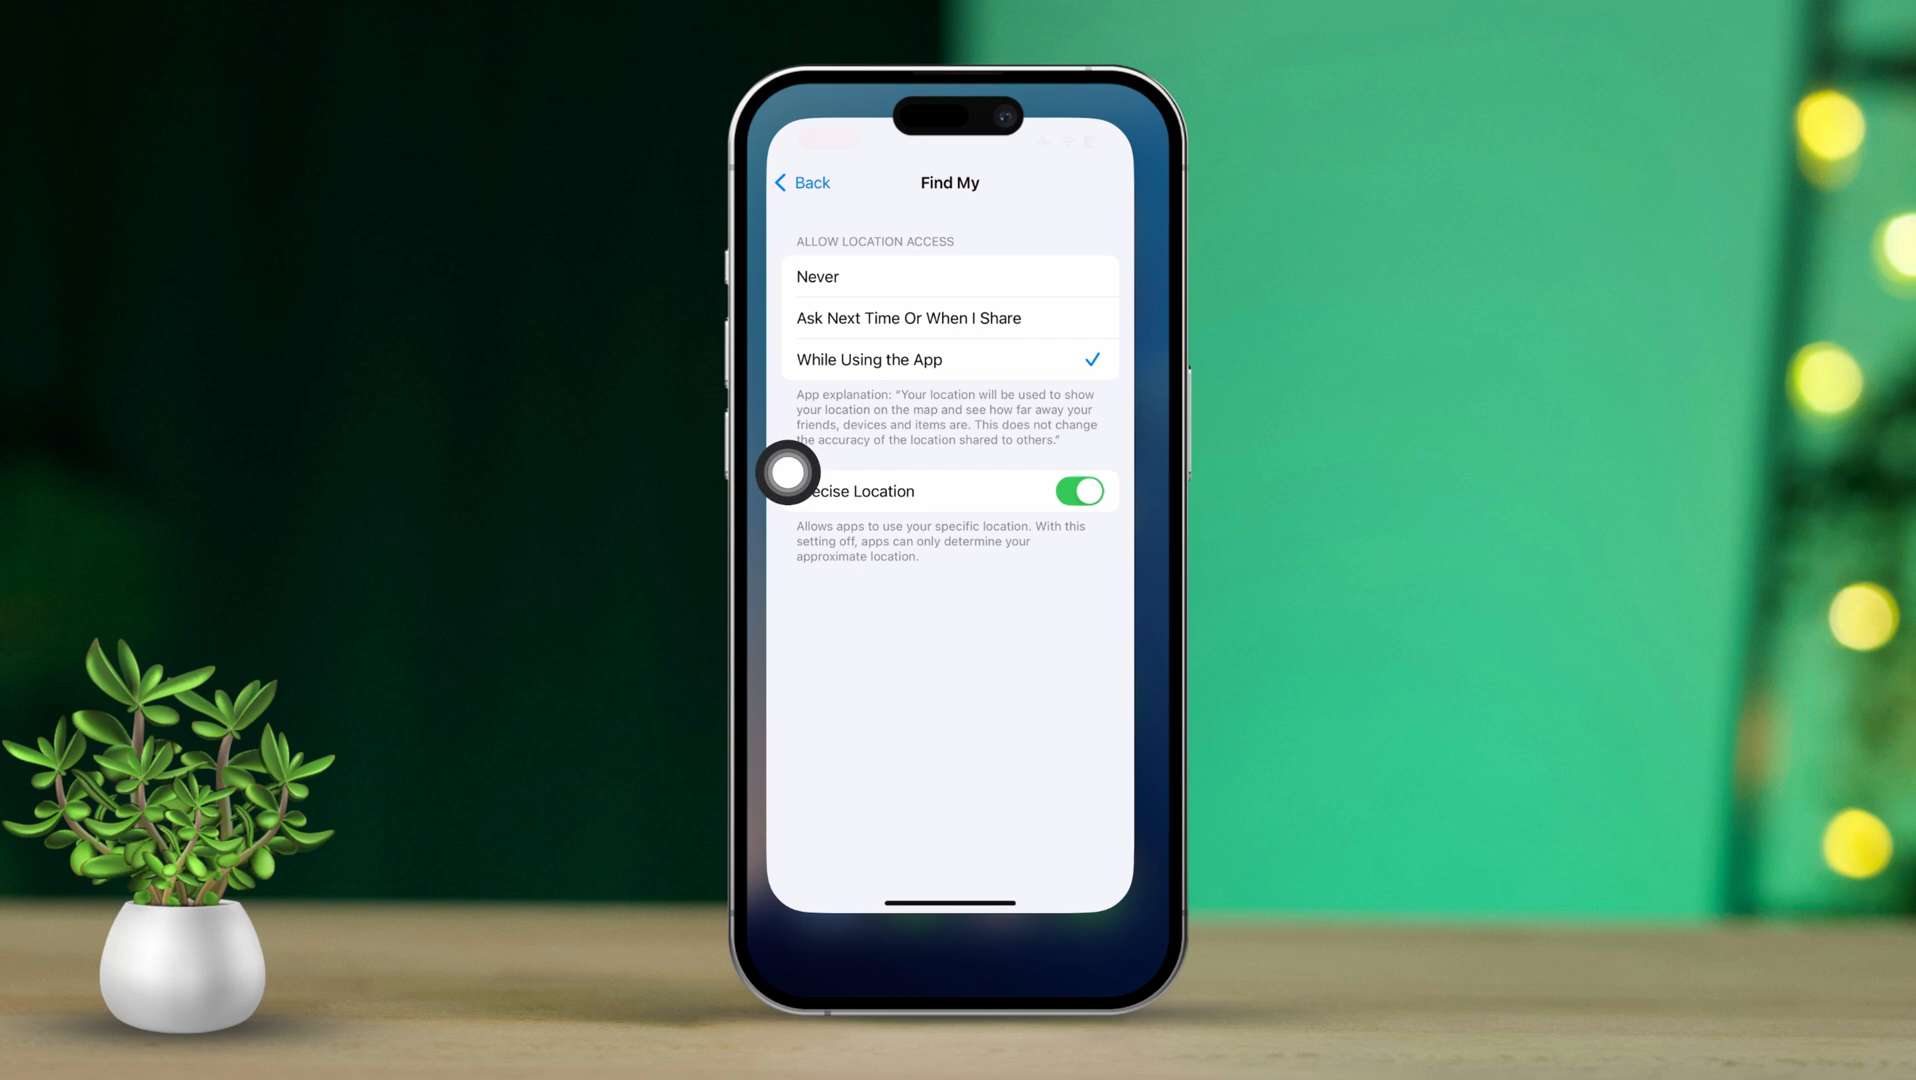 Back
Find My
ALLOW LOCATION ACCESS
Never
Ask Next Time Or When I Share
While Using the App
App explanation: “Your location will be used to show
your location on the map and see how far away your
friends, devices and items are. This does not change
the accuracy of the location shared to others.”
ecise Location
Allows apps to use your specific location. With this
setting off, apps can only determine your
approximate location.